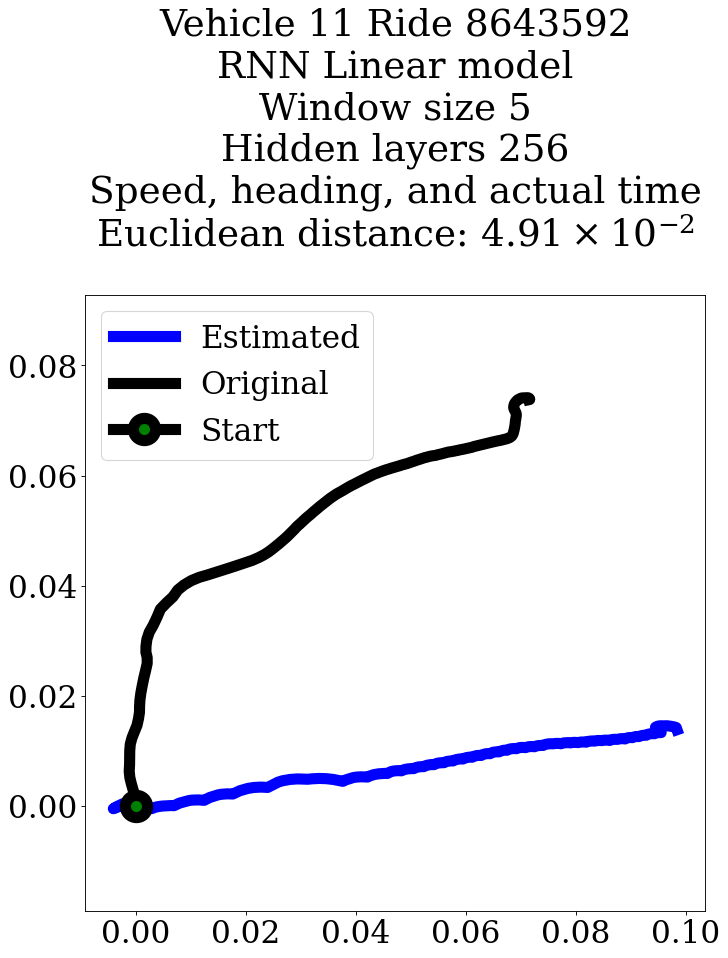 Vehicle 11 Ride 8643592
RNN Linear model
Window size 5
Hidden layers 256
Speed, heading, and actual time
Euclidean distance: 4.91 × 10⁻²
Estimated
Original
Start
0.08
0.06
0.04
0.02
0.00
0.00 0.02 0.04 0.06 0.08 0.10